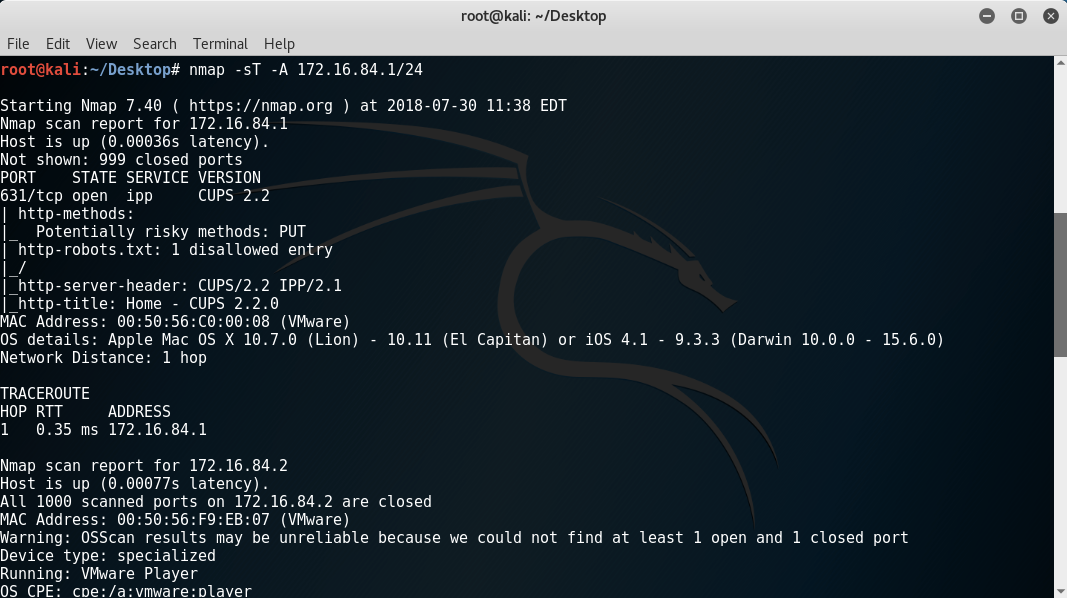 root@kali: ~/Desktop
File Edit View Search Terminal Help
root@kali:~/Desktop# nmap -sT -A 172.16.84.1/24

Starting Nmap 7.40 ( https://nmap.org ) at 2018-07-30 11:38 EDT
Nmap scan report for 172.16.84.1
Host is up (0.00036s latency).
Not shown: 999 closed ports
PORT    STATE SERVICE VERSION
631/tcp open  ipp     CUPS 2.2
| http-methods:
|_  Potentially risky methods: PUT
| http-robots.txt: 1 disallowed entry
|_/
|_http-server-header: CUPS/2.2 IPP/2.1
|_http-title: Home - CUPS 2.2.0
MAC Address: 00:50:56:C0:00:08 (VMware)
OS details: Apple Mac OS X 10.7.0 (Lion) - 10.11 (El Capitan) or iOS 4.1 - 9.3.3 (Darwin 10.0.0 - 15.6.0)
Network Distance: 1 hop

TRACEROUTE
HOP RTT     ADDRESS
1   0.35 ms 172.16.84.1

Nmap scan report for 172.16.84.2
Host is up (0.00077s latency).
All 1000 scanned ports on 172.16.84.2 are closed
MAC Address: 00:50:56:F9:EB:07 (VMware)
Warning: OSScan results may be unreliable because we could not find at least 1 open and 1 closed port
Device type: specialized
Running: VMware Player
OS CPE: cpe:/a:vmware:player